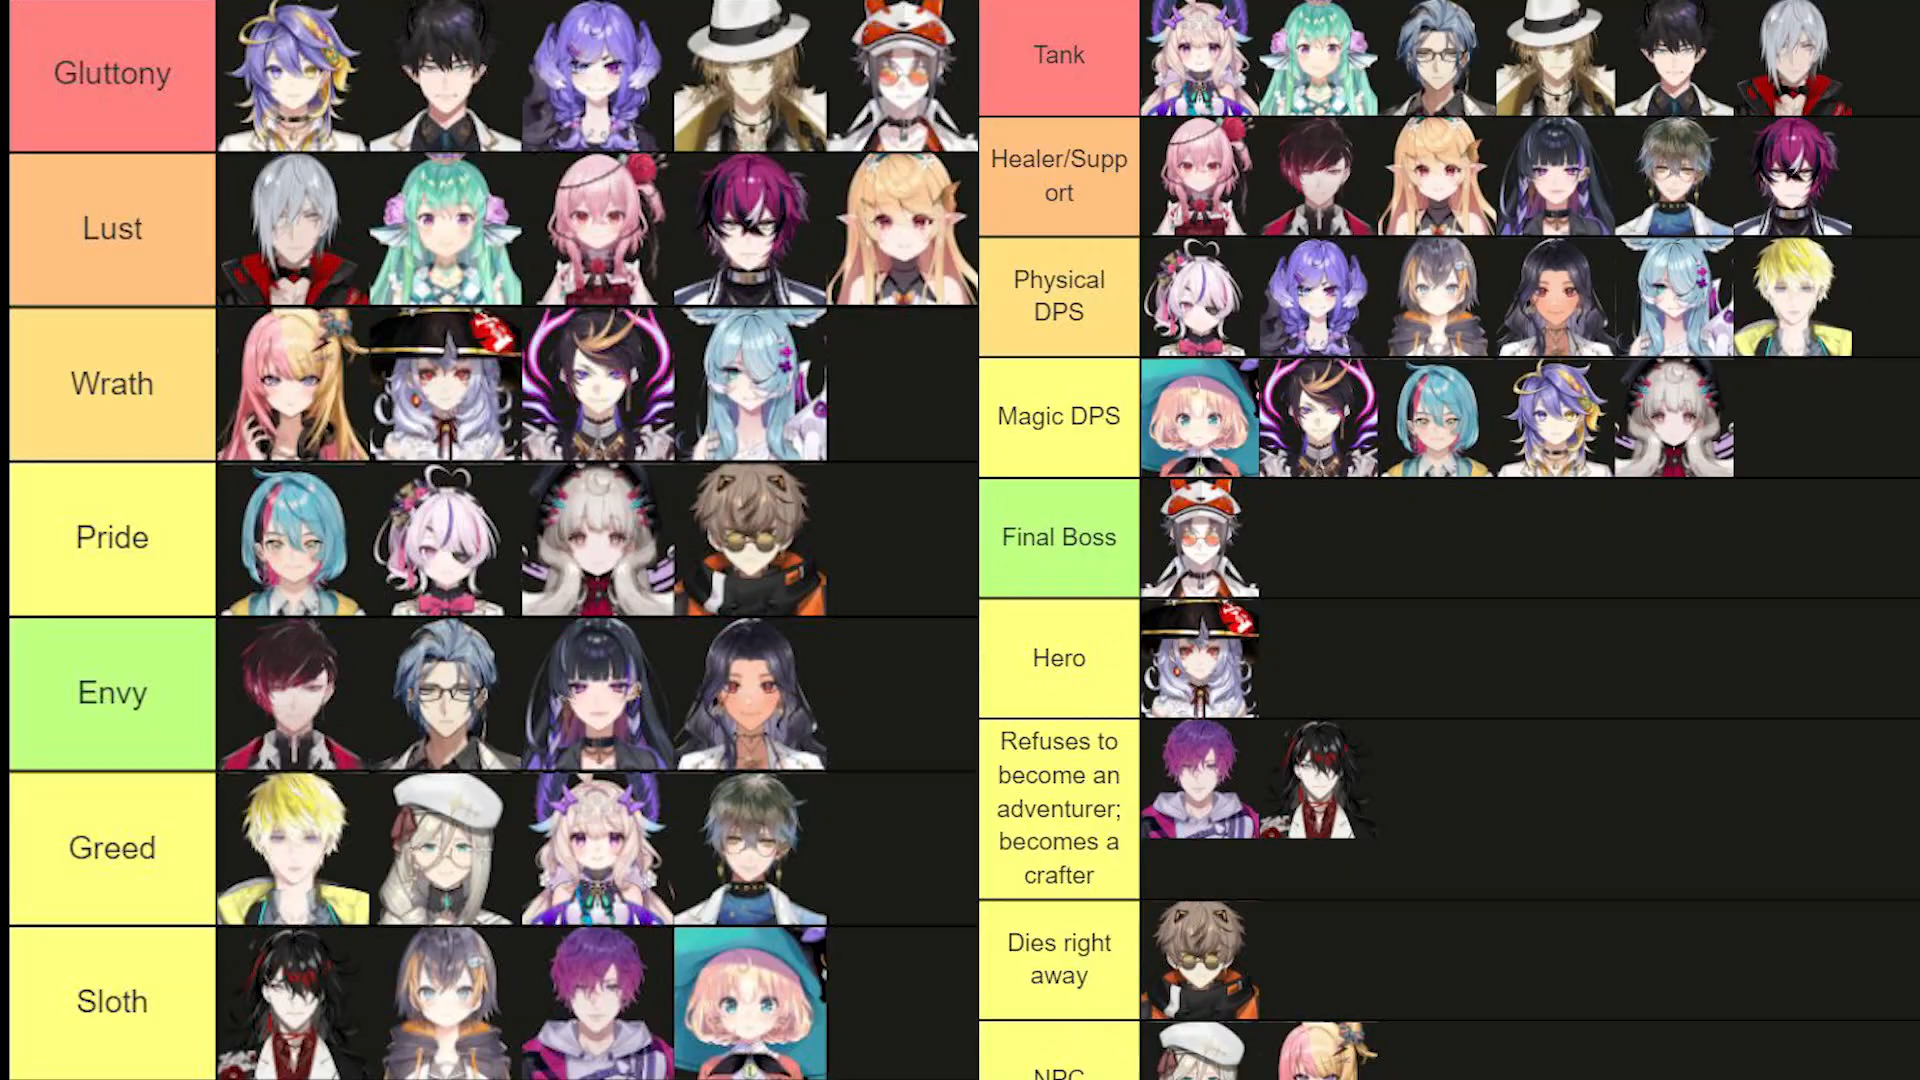 Gluttony
Lust
Wrath
Pride
Envy
Greed
Sloth
Tank
Healer/Supp
ort
Physical
DPS
Magic DPS
Final Boss
Hero
Refuses to
become an
adventurer;
becomes a
crafter
Dies right
away
NPC